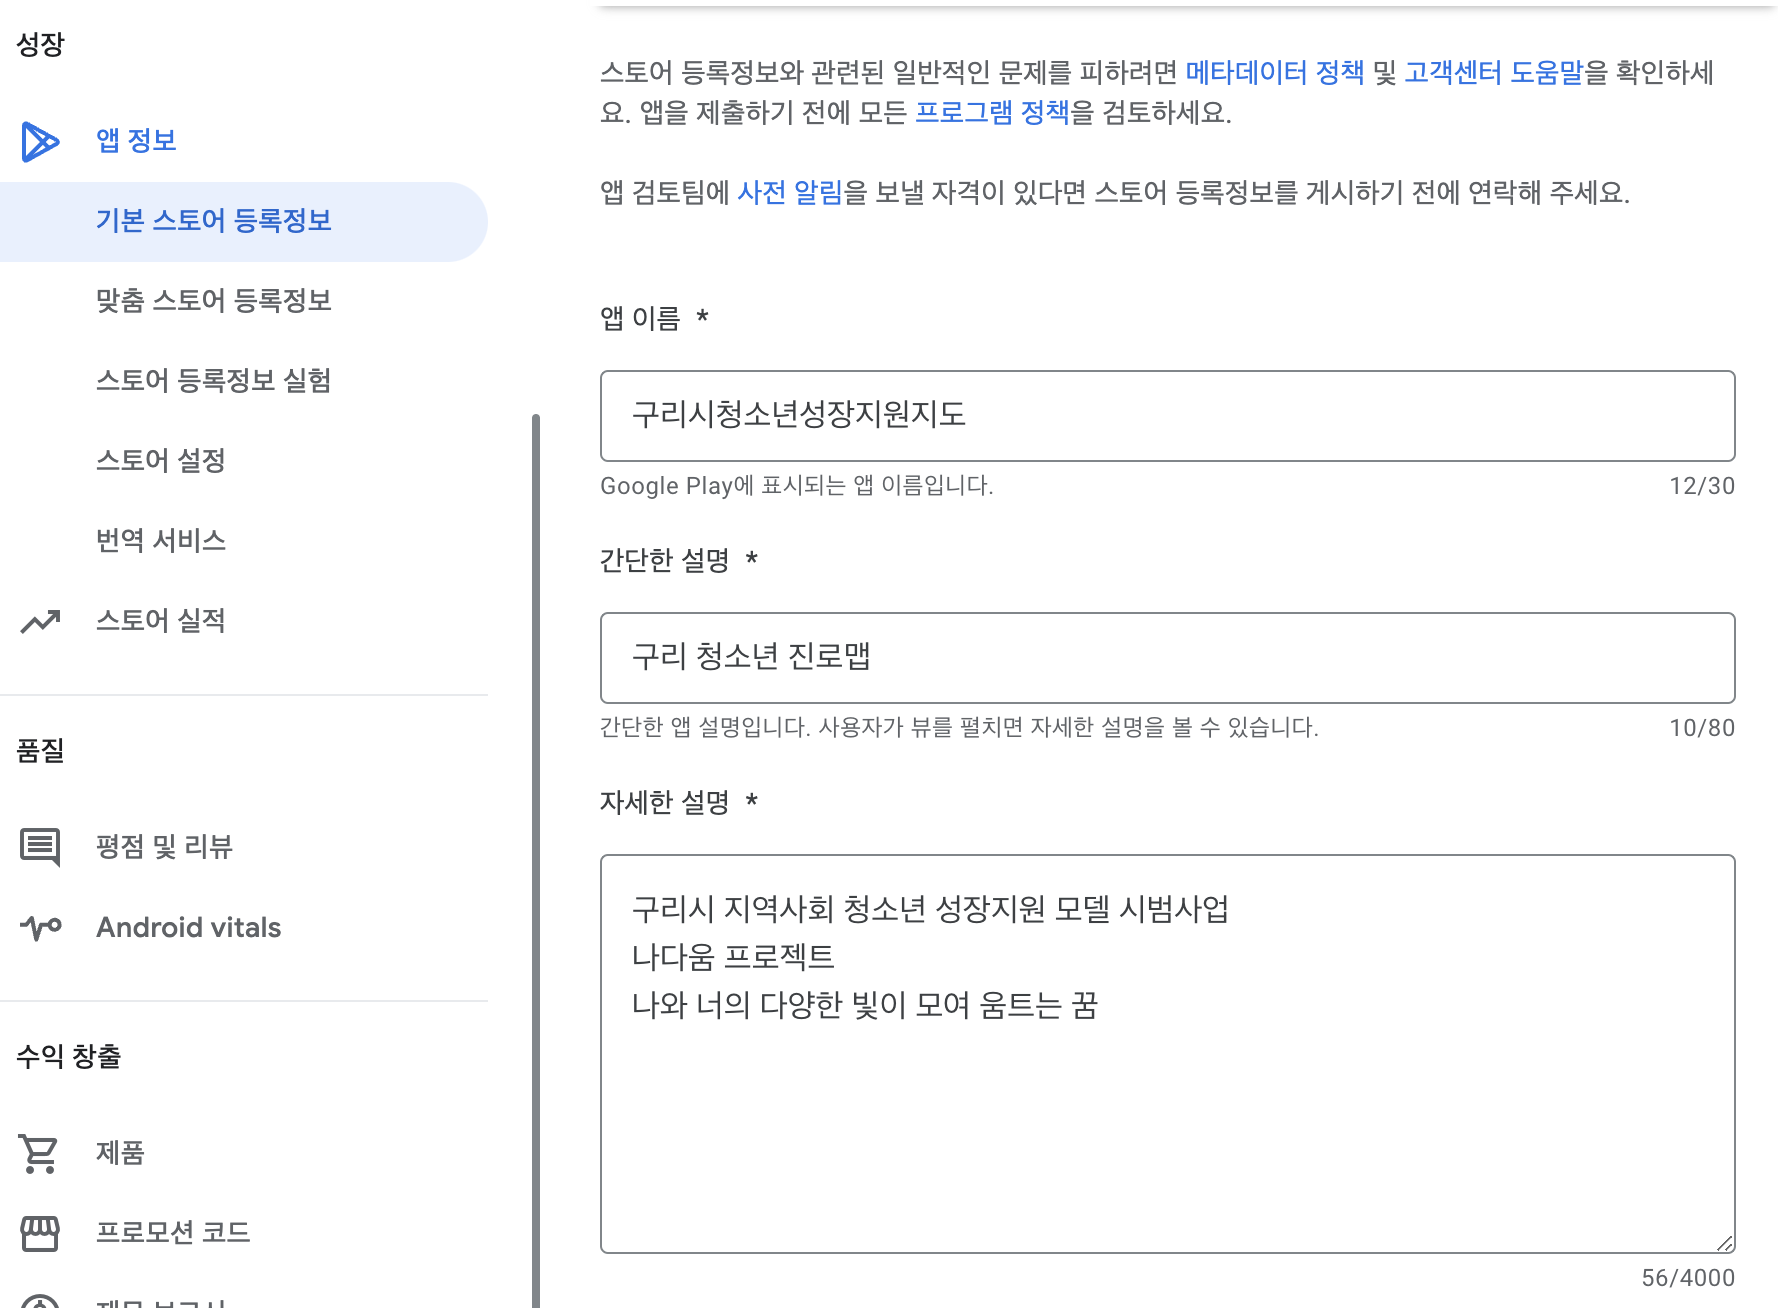 성장
앱 정보
기본 스토어 등록정보
맞춤 스토어 등록정보
스토어 등록정보 실험
스토어 설정
번역 서비스
스토어 실적
품질
평점 및 리뷰
Android vitals
수익 창출
제품
프로모션 코드
스토어 등록정보와 관련된 일반적인 문제를 피하려면 메타데이터 정책 및 고객센터 도움말을 확인하세
요. 앱을 제출하기 전에 모든 프로그램 정책을 검토하세요.
앱 검토팀에 사전 알림을 보낼 자격이 있다면 스토어 등록정보를 게시하기 전에 연락해 주세요.
앱 이름 *
구리시청소년성장지원지도
Google Play에 표시되는 앱 이름입니다. 12/30
간단한 설명 *
구리 청소년 진로맵
간단한 앱 설명입니다. 사용자가 뷰를 펼치면 자세한 설명을 볼 수 있습니다. 10/80
자세한 설명 *
구리시 지역사회 청소년 성장지원 모델 시범사업
나다움 프로젝트
나와 너의 다양한 빛이 모여 움트는 꿈
56/4000